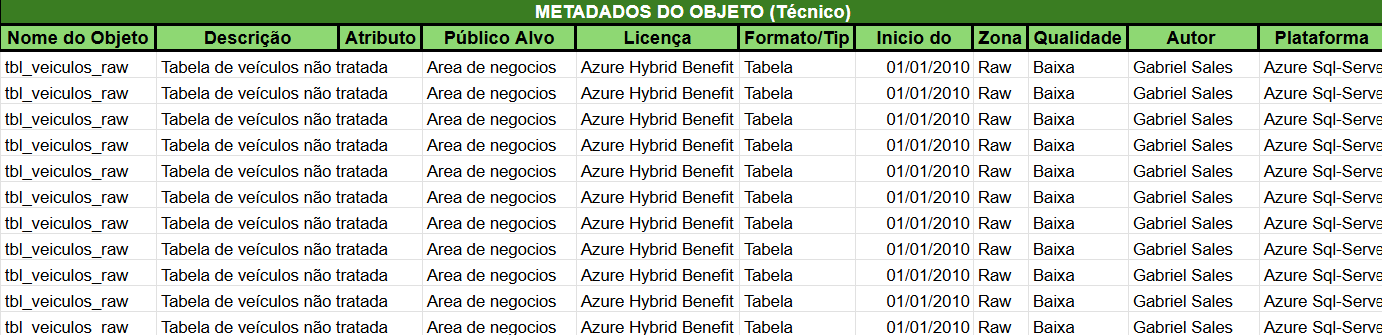 METADADOS DO OBJETO (Técnico)
Nome do Objeto Descrição Atributo Público Alvo Licença Formato/Tip Inicio do Zona Qualidade Autor Plataforma
tbl_veiculos_raw Tabela de veículos não tratada Area de negocios Azure Hybrid Benefit Tabela 01/01/2010 Raw Baixa Gabriel Sales Azure Sql-Serve
tbl_veiculos_raw Tabela de veículos não tratada Area de negocios Azure Hybrid Benefit Tabela 01/01/2010 Raw Baixa Gabriel Sales Azure Sql-Serve
tbl_veiculos_raw Tabela de veículos não tratada Area de negocios Azure Hybrid Benefit Tabela 01/01/2010 Raw Baixa Gabriel Sales Azure Sql-Serve
tbl_veiculos_raw Tabela de veículos não tratada Area de negocios Azure Hybrid Benefit Tabela 01/01/2010 Raw Baixa Gabriel Sales Azure Sql-Serve
tbl_veiculos_raw Tabela de veículos não tratada Area de negocios Azure Hybrid Benefit Tabela 01/01/2010 Raw Baixa Gabriel Sales Azure Sql-Serve
tbl_veiculos_raw Tabela de veículos não tratada Area de negocios Azure Hybrid Benefit Tabela 01/01/2010 Raw Baixa Gabriel Sales Azure Sql-Serve
tbl_veiculos_raw Tabela de veículos não tratada Area de negocios Azure Hybrid Benefit Tabela 01/01/2010 Raw Baixa Gabriel Sales Azure Sql-Serve
tbl_veiculos_raw Tabela de veículos não tratada Area de negocios Azure Hybrid Benefit Tabela 01/01/2010 Raw Baixa Gabriel Sales Azure Sql-Serve
tbl_veiculos_raw Tabela de veículos não tratada Area de negocios Azure Hybrid Benefit Tabela 01/01/2010 Raw Baixa Gabriel Sales Azure Sql-Serve
tbl_veiculos_raw Tabela de veículos não tratada Area de negocios Azure Hybrid Benefit Tabela 01/01/2010 Raw Baixa Gabriel Sales Azure Sql-Serve
tbl_veiculos_raw Tabela de veículos não tratada Area de negocios Azure Hybrid Benefit Tabela 01/01/2010 Raw Baixa Gabriel Sales Azure Sql-Serve